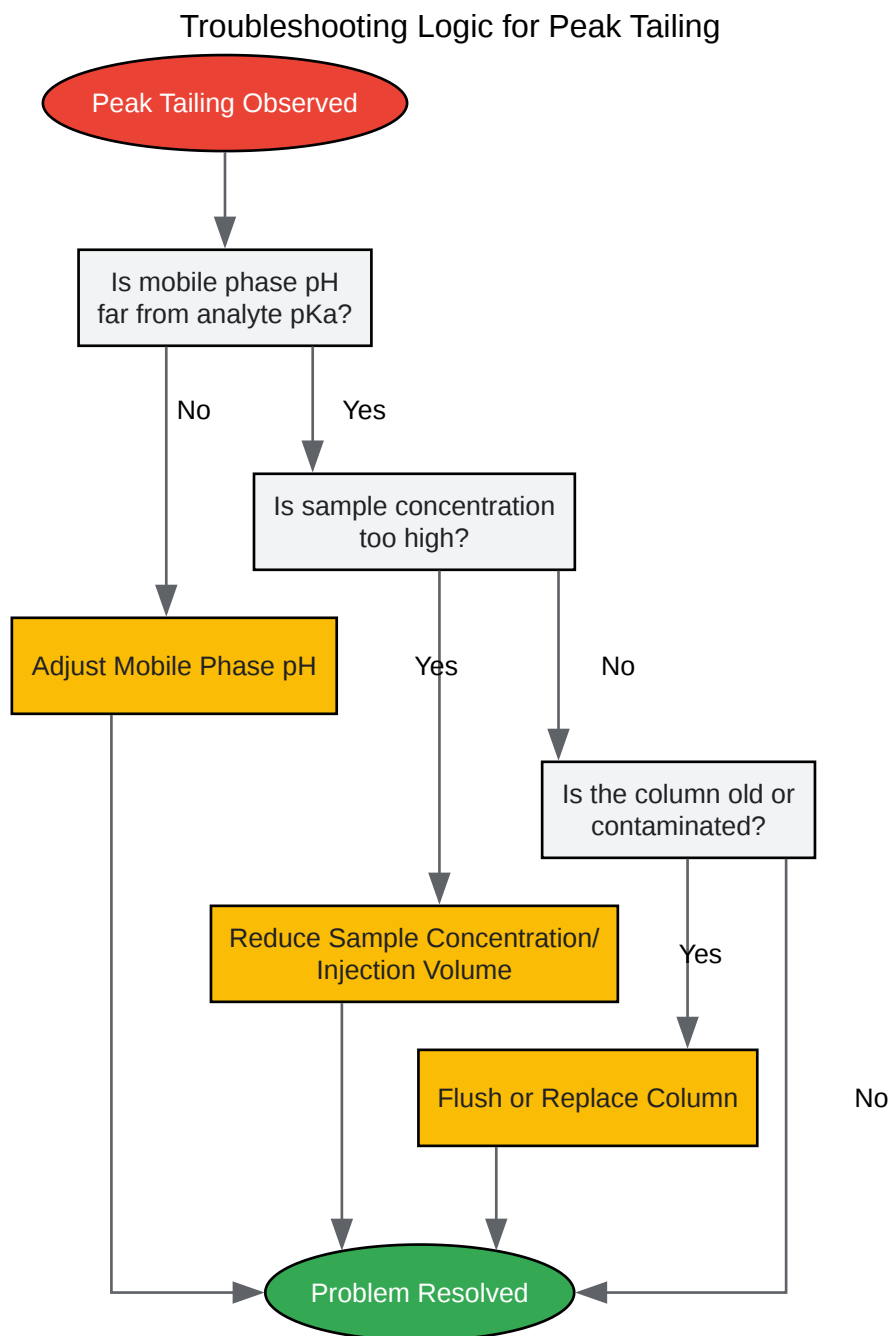 Troubleshooting Logic for Peak Tailing
Peak Tailing Observed
Is mobile phase pH
far from analyte pKa?
No
Yes
Is sample concentration
too high?
Adjust Mobile Phase pH
Yes
No
Is the column old or
contaminated?
Reduce Sample Concentration/
Injection Volume
Yes
Flush or Replace Column
No
Problem Resolved